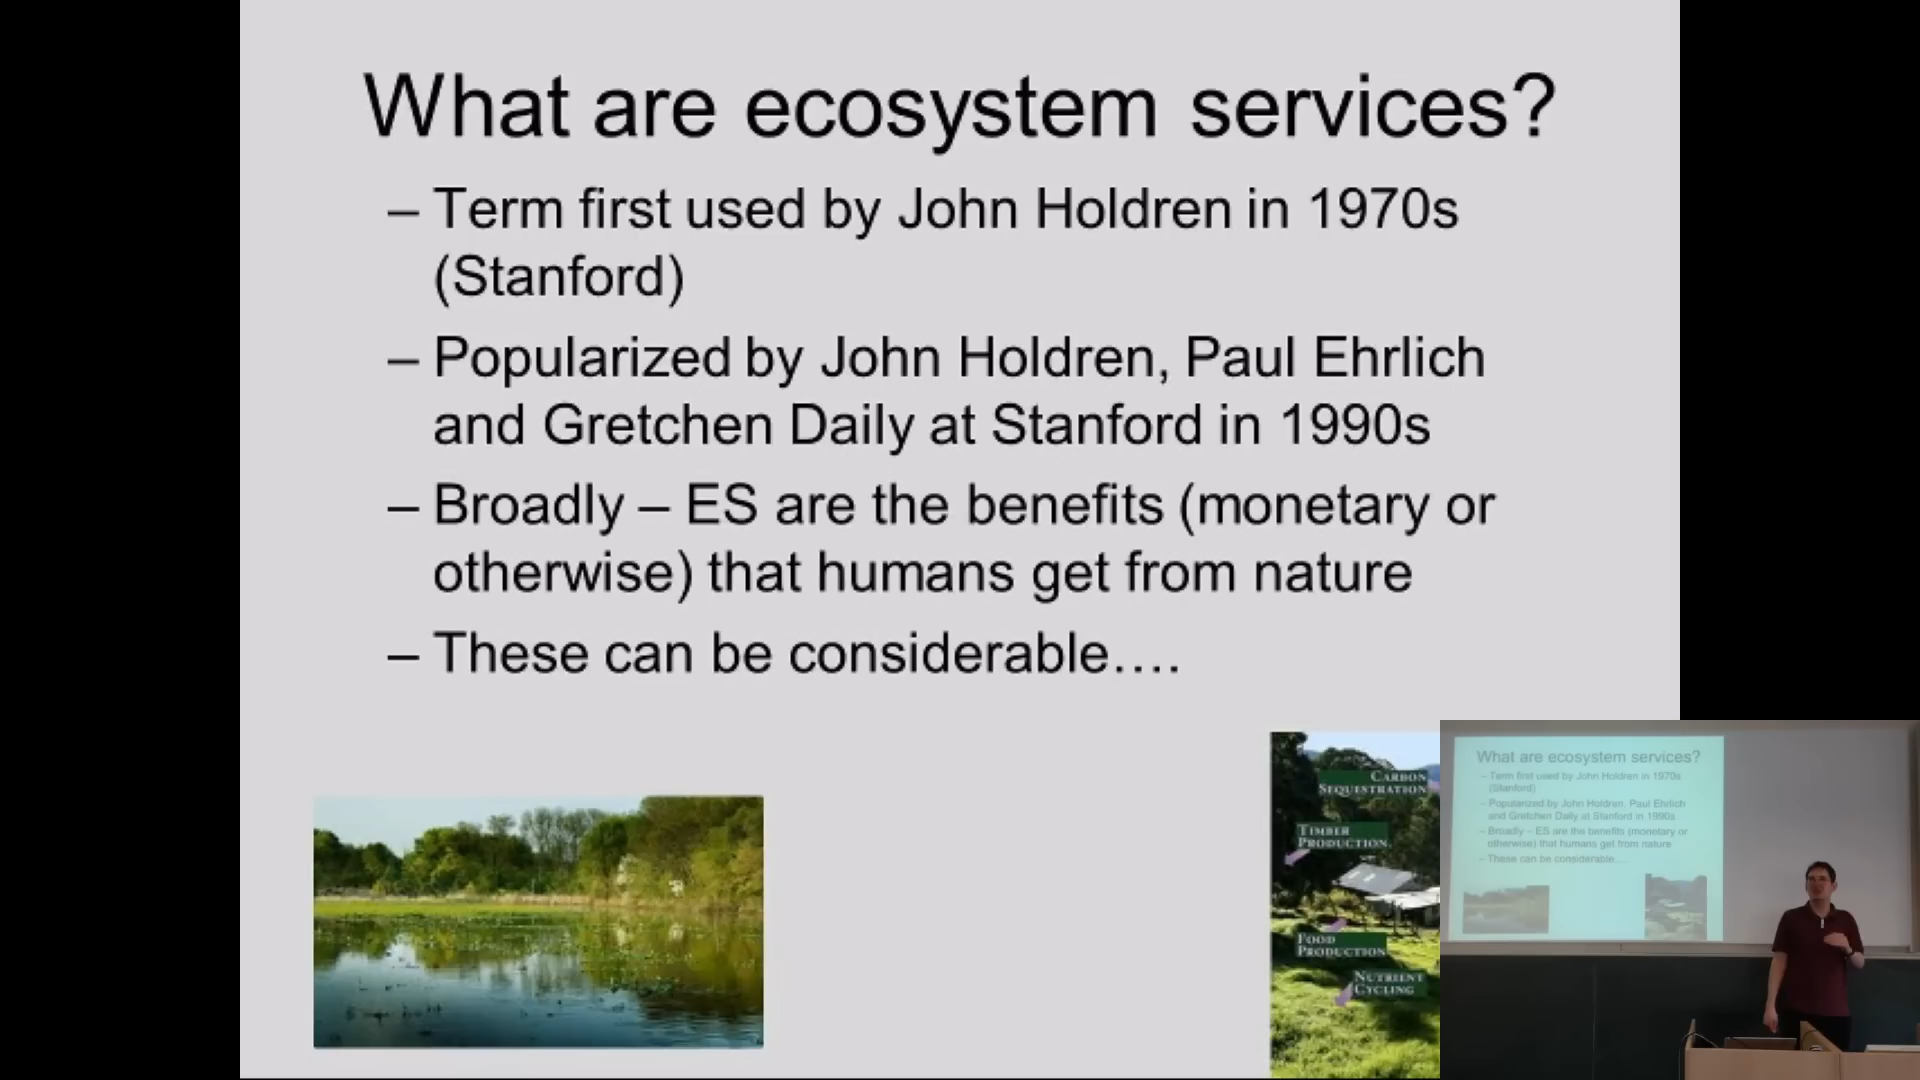 What are ecosystem services?
– Term first used by John Holdren in 1970s
(Stanford)
– Popularized by John Holdren, Paul Ehrlich
and Gretchen Daily at Stanford in 1990s
– Broadly – ES are the benefits (monetary or
otherwise) that humans get from nature
– These can be considerable….
CARBON
SEQUESTRATION
TIMBER
PRODUCTION
FOOD
PRODUCTION
NUTRIENT
CYCLING
What are ecosystem services?
– Term first used by John Holdren in 1970s
(Stanford)
– Popularized by John Holdren, Paul Ehrlich
and Gretchen Daily at Stanford in 1990s
– Broadly – ES are the benefits (monetary or
otherwise) that humans get from nature
– These can be considerable….